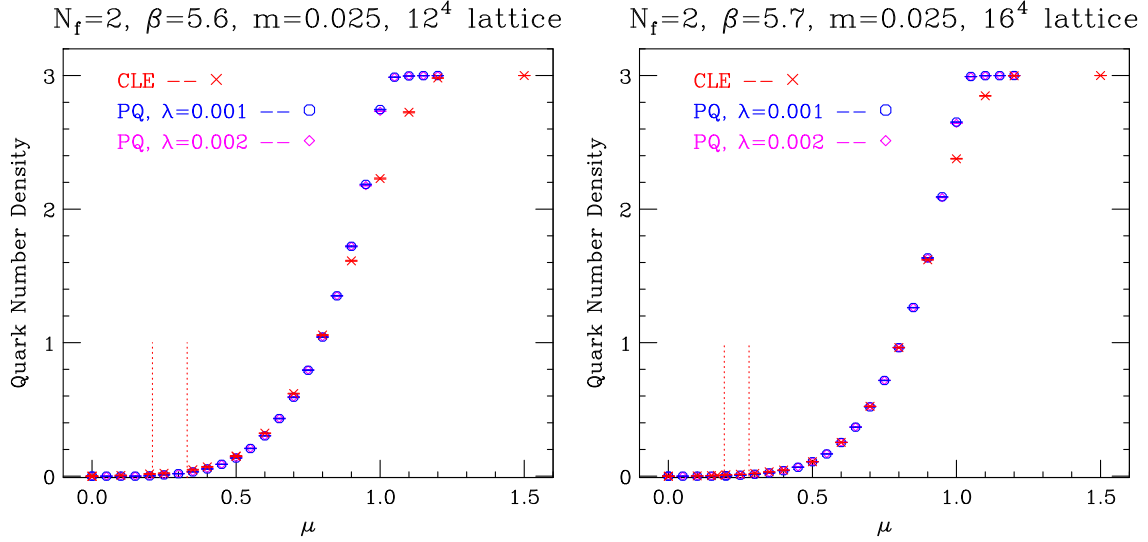 N_f=2, β=5.6, m=0.025, 12^4 lattice
CLE −− ×
PQ, λ=0.001 −− ○
PQ, λ=0.002 −− ◇
Quark Number Density
3
2
1
0
0.0 0.5 1.0 1.5
μ
N_f=2, β=5.7, m=0.025, 16^4 lattice
CLE −− ×
PQ, λ=0.001 −− ○
PQ, λ=0.002 −− ◇
Quark Number Density
3
2
1
0
0.0 0.5 1.0 1.5
μ